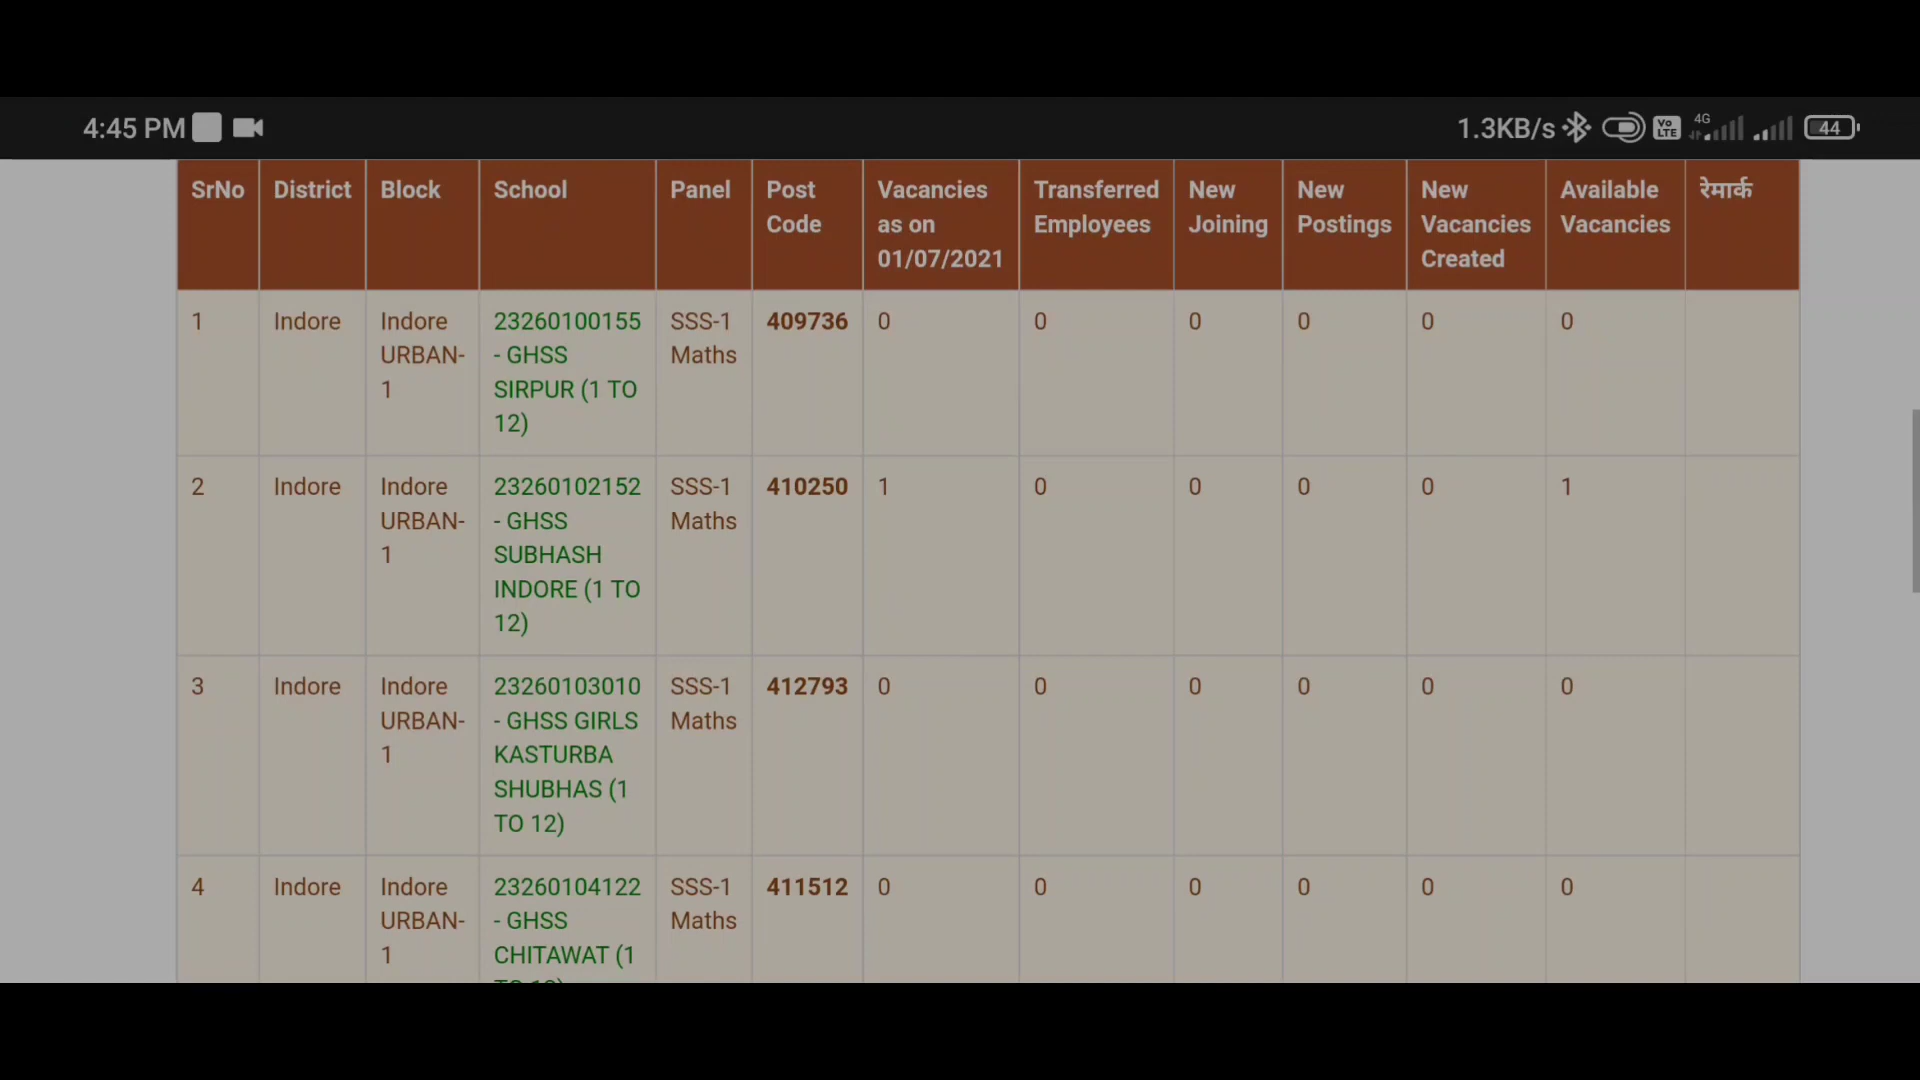 4:45 PM 1.3KB/s Vo LTE 4G 44
SrNo District Block School Panel Post Code Vacancies as on 01/07/2021 Transferred Employees New Joining New Postings New Vacancies Created Available Vacancies रेमार्क
1 Indore Indore 23260100155 SSS-1 409736 0 0 0 0 0 0
URBAN- - GHSS Maths
1 SIRPUR (1 TO
12)
2 Indore Indore 23260102152 SSS-1 410250 1 0 0 0 0 1
URBAN- - GHSS Maths
1 SUBHASH
INDORE (1 TO
12)
3 Indore Indore 23260103010 SSS-1 412793 0 0 0 0 0 0
URBAN- - GHSS GIRLS Maths
1 KASTURBA
SHUBHAS (1
TO 12)
4 Indore Indore 23260104122 SSS-1 411512 0 0 0 0 0 0
URBAN- - GHSS Maths
1 CHITAWAT (1